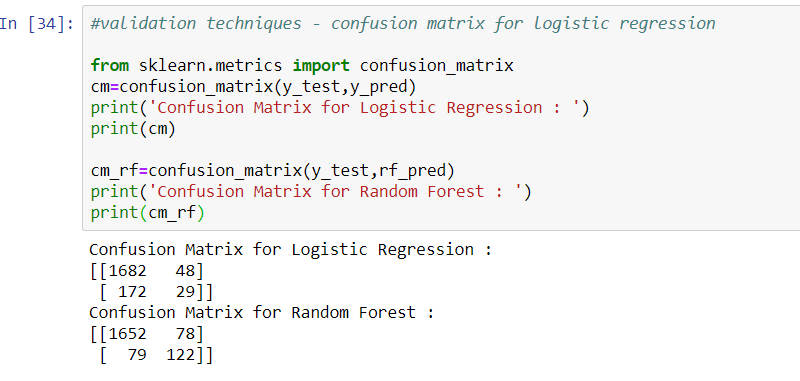 In [34]: #validation techniques - confusion matrix for logistic regression
from sklearn.metrics import confusion_matrix
cm=confusion_matrix(y_test,y_pred)
print('Confusion Matrix for Logistic Regression : ')
print(cm)
cm_rf=confusion_matrix(y_test,rf_pred)
print('Confusion Matrix for Random Forest : ')
print(cm_rf)
Confusion Matrix for Logistic Regression :
[[1682   48]
 [ 172   29]]
Confusion Matrix for Random Forest :
[[1652   78]
 [  79  122]]